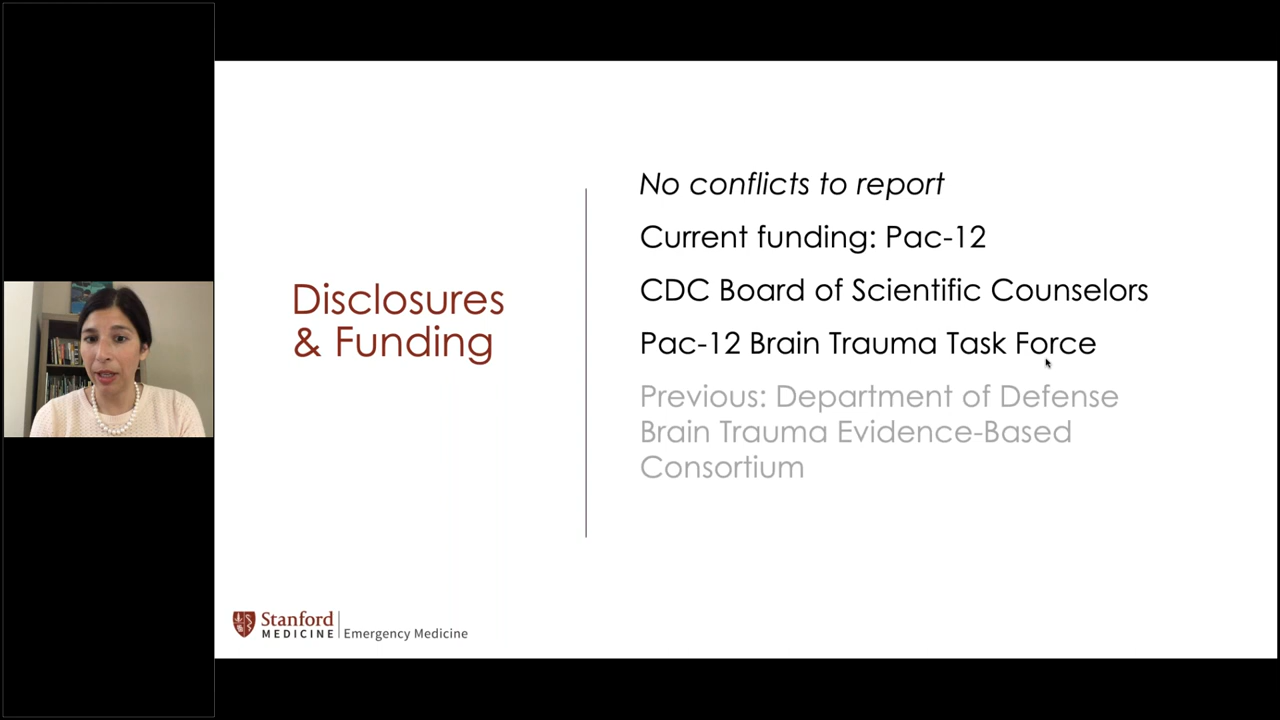 Disclosures
& Funding
No conflicts to report
Current funding: Pac-12
CDC Board of Scientific Counselors
Pac-12 Brain Trauma Task Force
Previous: Department of Defense
Brain Trauma Evidence-Based
Consortium
Stanford
MEDICINE
Emergency Medicine